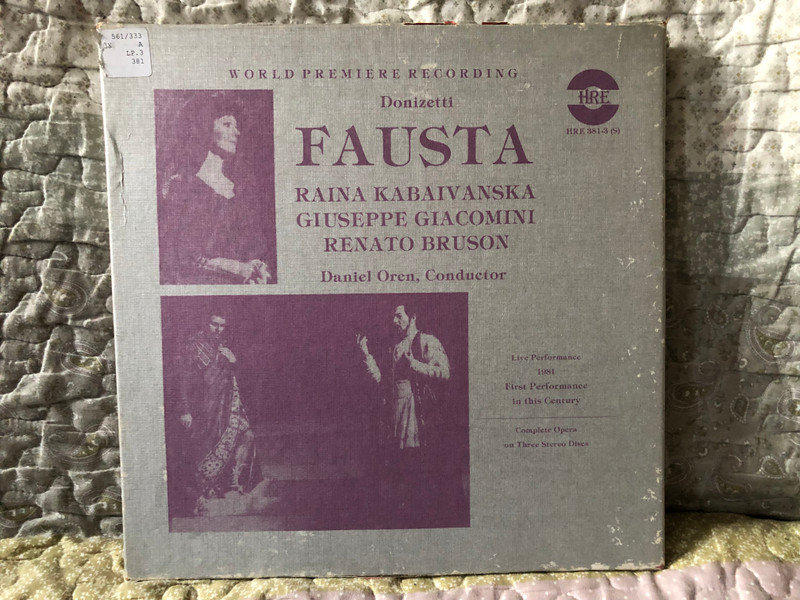 561/333
3X A
LP.3
381
WORLD PREMIERE RECORDING
Donizetti
FAUSTA
RAINA KABAIVANSKA
GIUSEPPE GIACOMINI
RENATO BRUSON
Daniel Oren, Conductor
HRE
HRE 381-3 (S)
Live Performance
1981
First Performance
in this Century
Complete Opera
on Three Stereo Discs